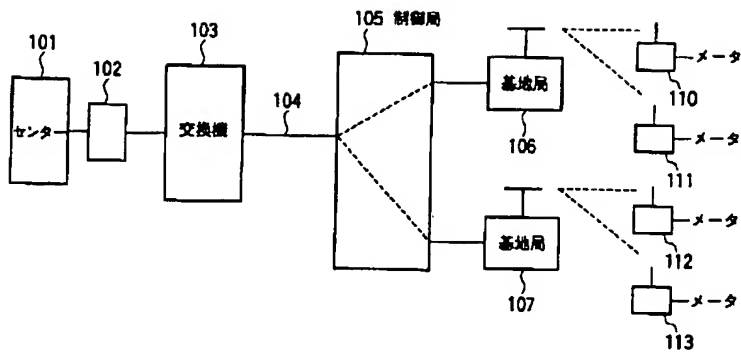 101
センタ
102
103
交換機
104
105 制御局
基地局
106
基地局
107
メータ
110
メータ
111
メータ
112
メータ
113